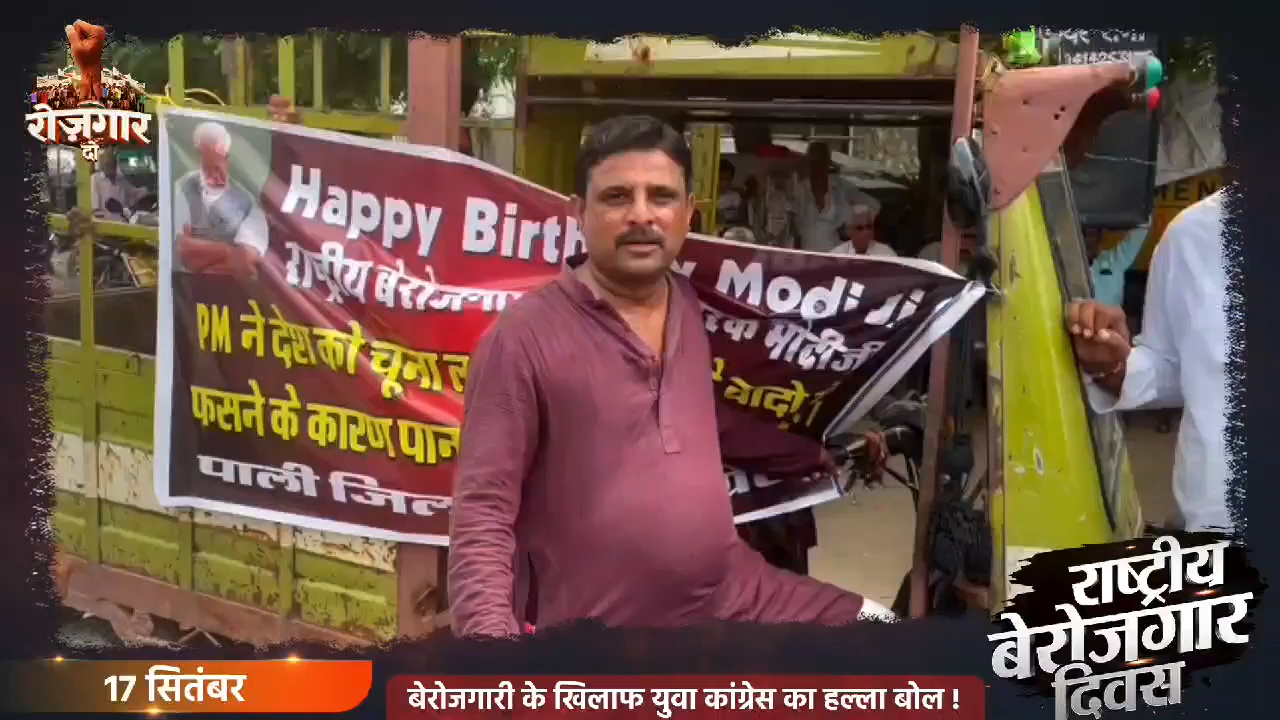 रोज़गार
दो
Happy Birth
y Modi Ji
राष्ट्रीय
मोदीजी
PM ने देश को चूना
फसने के कारण पान
पाली जिल
17 सितंबर
बेरोजगारी के खिलाफ युवा कांग्रेस का हल्ला बोल !
राष्ट्रीय
बेरोजगार
दिवस